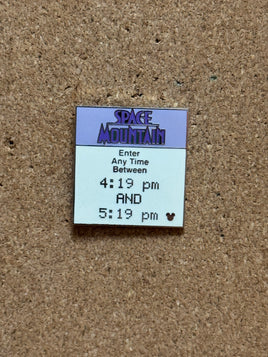 SPACE
MOUNTAIN
Enter
Any Time
Between
4:19 pm
AND
5:19 pm